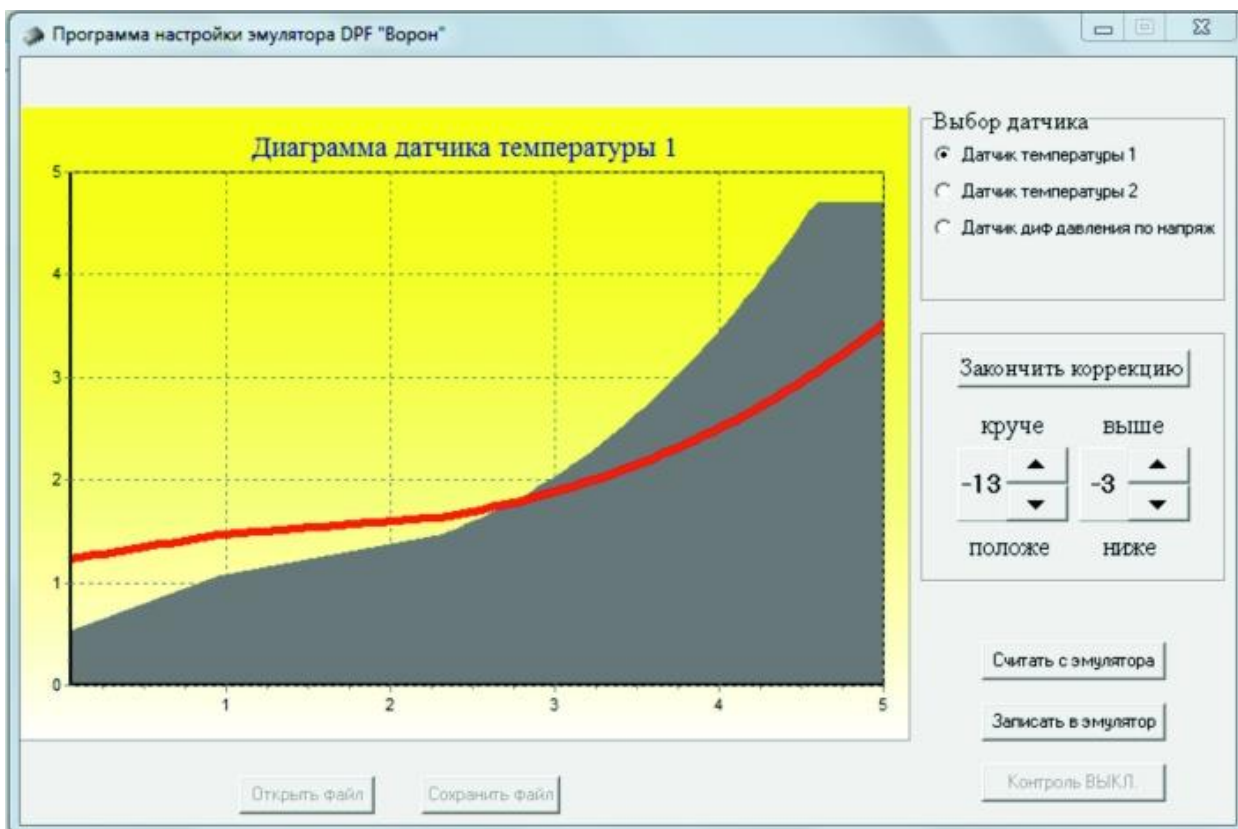 Программа настройки эмулятора DPF "Ворон"
Диаграмма датчика температуры 1
5
4
3
2
1
0
1
2
3
4
5
Выбор датчика
Датчик температуры 1
Датчик температуры 2
Датчик диф давления по напряж
Закончить коррекцию
круче
выше
-13
-3
положе
ниже
Считать с эмулятора
Записать в эмулятор
Контроль ВЫКЛ.
Открыть файл
Сохранить файл